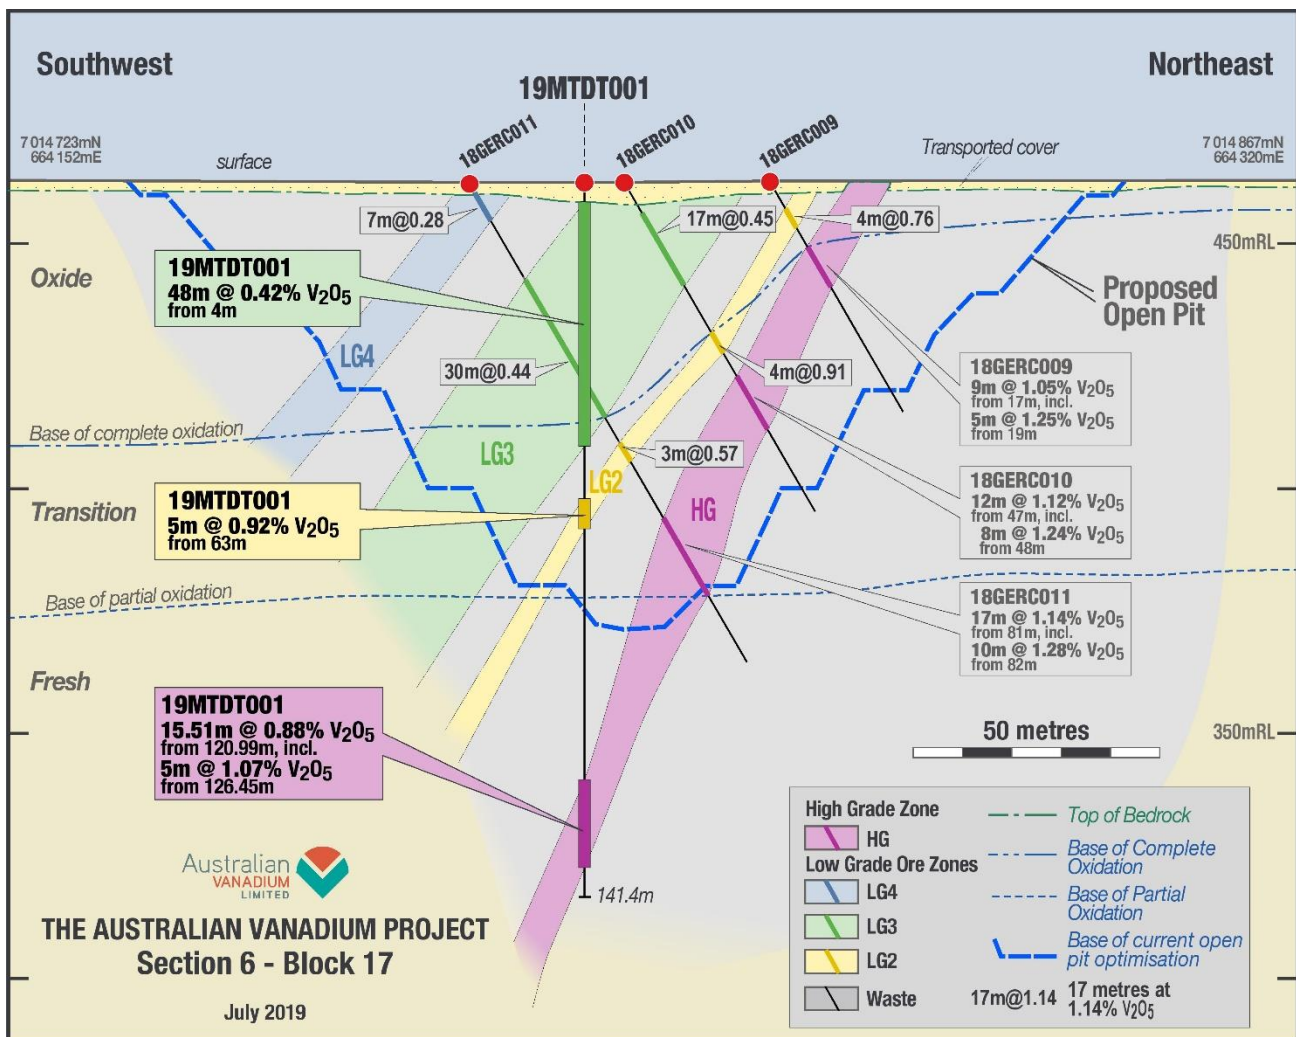 Southwest
Northeast
19MTDT001
18GERC011
18GERC010
18GERC009
7 014 723mN
664 152mE
surface
Transported cover
7 014 867mN
664 320mE
7m@0.28
17m@0.45
4m@0.76
450mRL
Oxide
19MTDT001
48m @ 0.42% V₂O₅
from 4m
Proposed
Open Pit
LG4
30m@0.44
4m@0.91
18GERC009
9m @ 1.05% V₂O₅
from 17m, incl.
5m @ 1.25% V₂O₅
from 19m
Base of complete oxidation
LG3
3m@0.57
LG2
18GERC010
12m @ 1.12% V₂O₅
from 47m, incl.
8m @ 1.24% V₂O₅
from 48m
Transition
19MTDT001
5m @ 0.92% V₂O₅
from 63m
HG
Base of partial oxidation
18GERC011
17m @ 1.14% V₂O₅
from 81m, incl.
10m @ 1.28% V₂O₅
from 82m
Fresh
19MTDT001
15.51m @ 0.88% V₂O₅
from 120.99m, incl.
5m @ 1.07% V₂O₅
from 126.45m
50 metres
350mRL
141.4m
Australian
VANADIUM
LIMITED
THE AUSTRALIAN VANADIUM PROJECT
Section 6 - Block 17
July 2019
High Grade Zone
HG
Low Grade Ore Zones
LG4
LG3
LG2
Waste
Top of Bedrock
Base of Complete
Oxidation
Base of Partial
Oxidation
Base of current open
pit optimisation
17m@1.14
17 metres at
1.14% V₂O₅